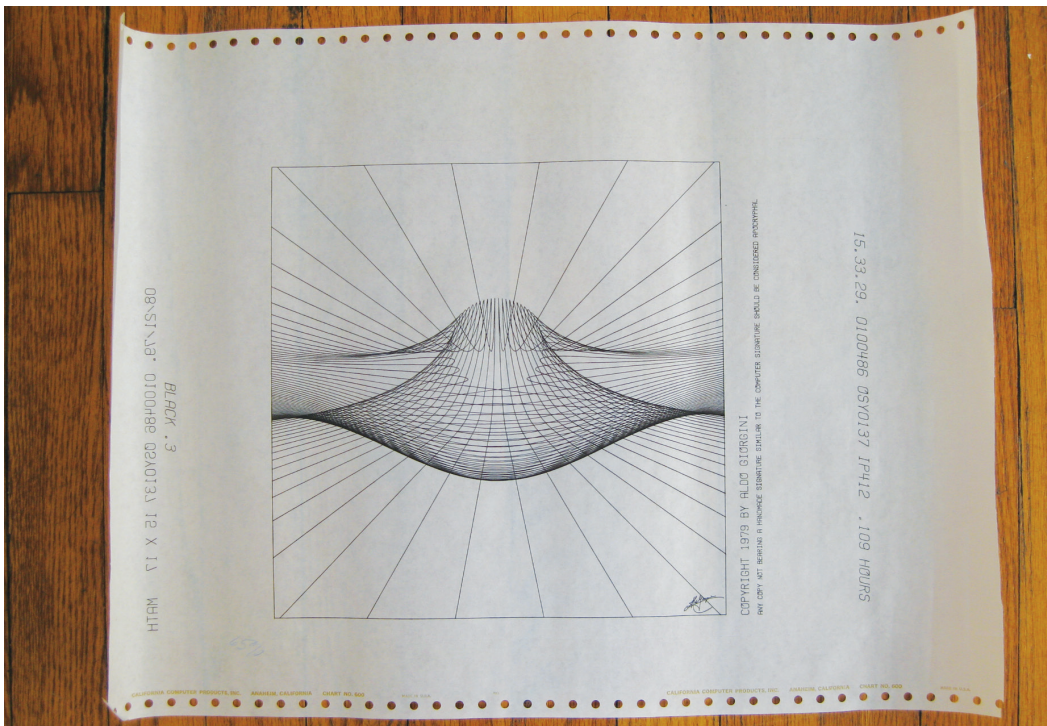 08/21/79. 0100486 QSY0137 15 X 17 MATH
BLACK .3
COPYRIGHT 1979 BY ALDO GIORGINI
ANY COPY NOT BEARING A HANDMADE SIGNATURE SIMILAR TO THE COMPUTER SIGNATURE SHOULD BE CONSIDERED APOCRYPHAL
15.33.29. 0100486 QSY0137 IP412 .109 HOURS
CALIFORNIA COMPUTER PRODUCTS, INC. ANAHEIM, CALIFORNIA CHART NO. 600
CALIFORNIA COMPUTER PRODUCTS, INC. ANAHEIM, CALIFORNIA CHART NO. 600